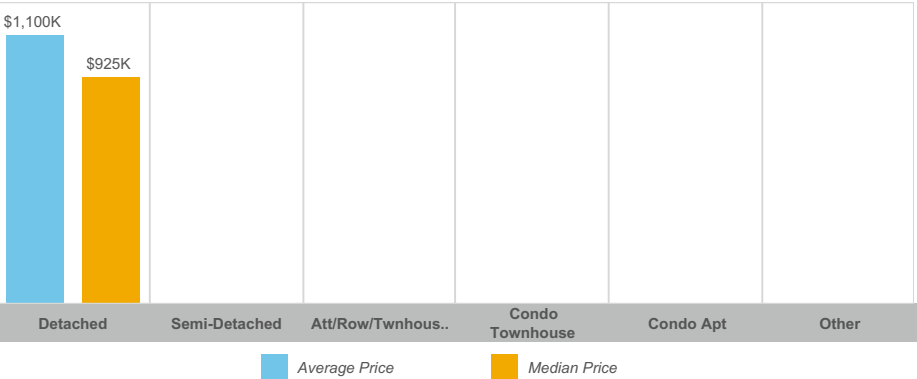 $1,100K
$925K
Detached
Semi-Detached
Att/Row/Twnhous..
Condo
Townhouse
Condo Apt
Other
Average Price
Median Price